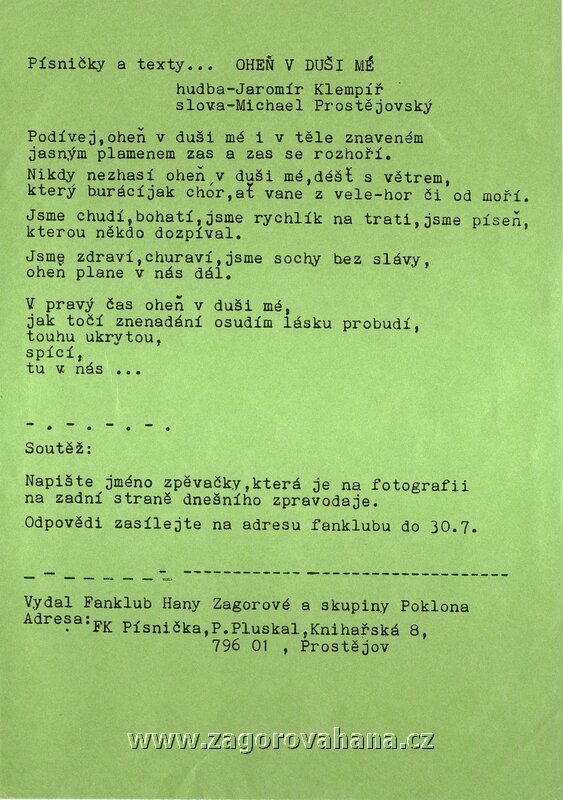 Písničky a texty... OHEŇ V DUŠI MÉ
hudba-Jaromír Klempíř
slova-Michael Prostějovský
Podívej,oheň v duši mé i v těle znaveném
jasným plamenem zas a zas se rozhoří.
Nikdy nezhasí oheň v duši mé,déšť s větrem,
který burácíjak chór,ať vane z vele-hor či od moří.
Jsme chudí,bohatí,jsme rychlík na trati,jsme píseň,
kterou někdo dozpíval.
Jsme zdraví,churaví,jsme sochy bez slávy,
oheň plane v nás dál.
V pravý čas oheň v duši mé,
jak točí znenadání osudím lásku probudí,
touhu ukrytou,
spící,
tu v nás ...
- . - . - . - .
Soutěž:
Napište jméno zpěvačky,která je na fotografii
na zadní straně dnešního zpravodaje.
Odpovědi zasílejte na adresu fanklubu do 30.7.
Vydal Fanklub Hany Zagorové a skupiny Poklona
Adresa:FK Písnička,P.Pluskal,Knihařská 8,
796 01 , Prostějov
www.zagorovahana.cz